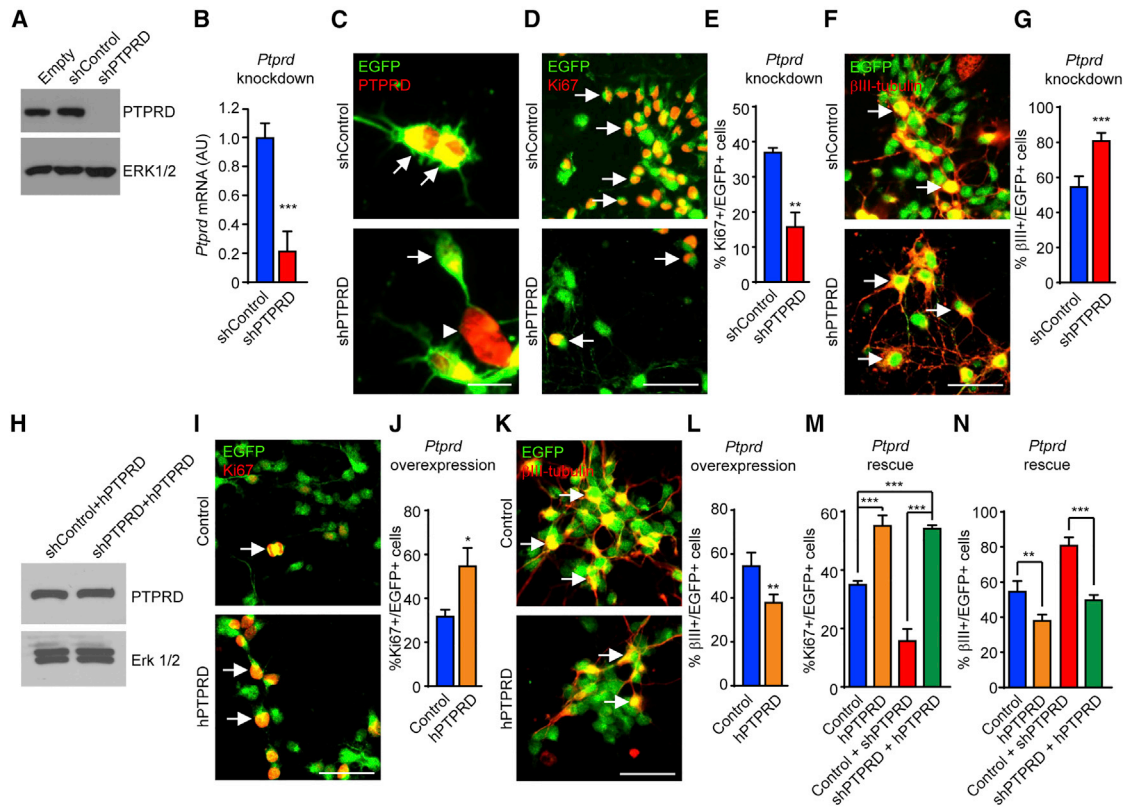 A
Empty
shControl
shPTPRD
PTPRD
ERK1/2
B
Ptprd
knockdown
Ptprd mRNA (AU)
1.2
1.0
0.8
0.6
0.4
0.2
0
***
shControl
shPTPRD
C
EGFP
PTPRD
shControl
shPTPRD
D
EGFP
Ki67
shControl
shPTPRD
E
Ptprd
knockdown
% Ki67+/EGFP+ cells
50
40
30
20
10
0
**
shControl
shPTPRD
F
EGFP
βIII-tubulin
shControl
shPTPRD
G
Ptprd
knockdown
% βIII+/EGFP+ cells
100
80
60
40
20
0
***
shControl
shPTPRD
H
shControl+hPTPRD
shPTPRD+hPTPRD
PTPRD
Erk 1/2
I
EGFP
Ki67
Control
hPTPRD
J
Ptprd
overexpression
%Ki67+/EGFP+ cells
80
60
40
20
0
*
Control
hPTPRD
K
EGFP
βIII-tubulin
Control
hPTPRD
L
Ptprd
overexpression
% βIII+/EGFP+ cells
80
60
40
20
0
**
Control
hPTPRD
M
Ptprd
rescue
%Ki67+/EGFP+ cells
60
40
20
0
***
***
***
Control
hPTPRD
Control + shPTPRD
shPTPRD + hPTPRD
N
Ptprd
rescue
% βIII+/EGFP+ cells
100
80
60
40
20
0
**
***
Control
hPTPRD
Control + shPTPRD
shPTPRD + hPTPRD